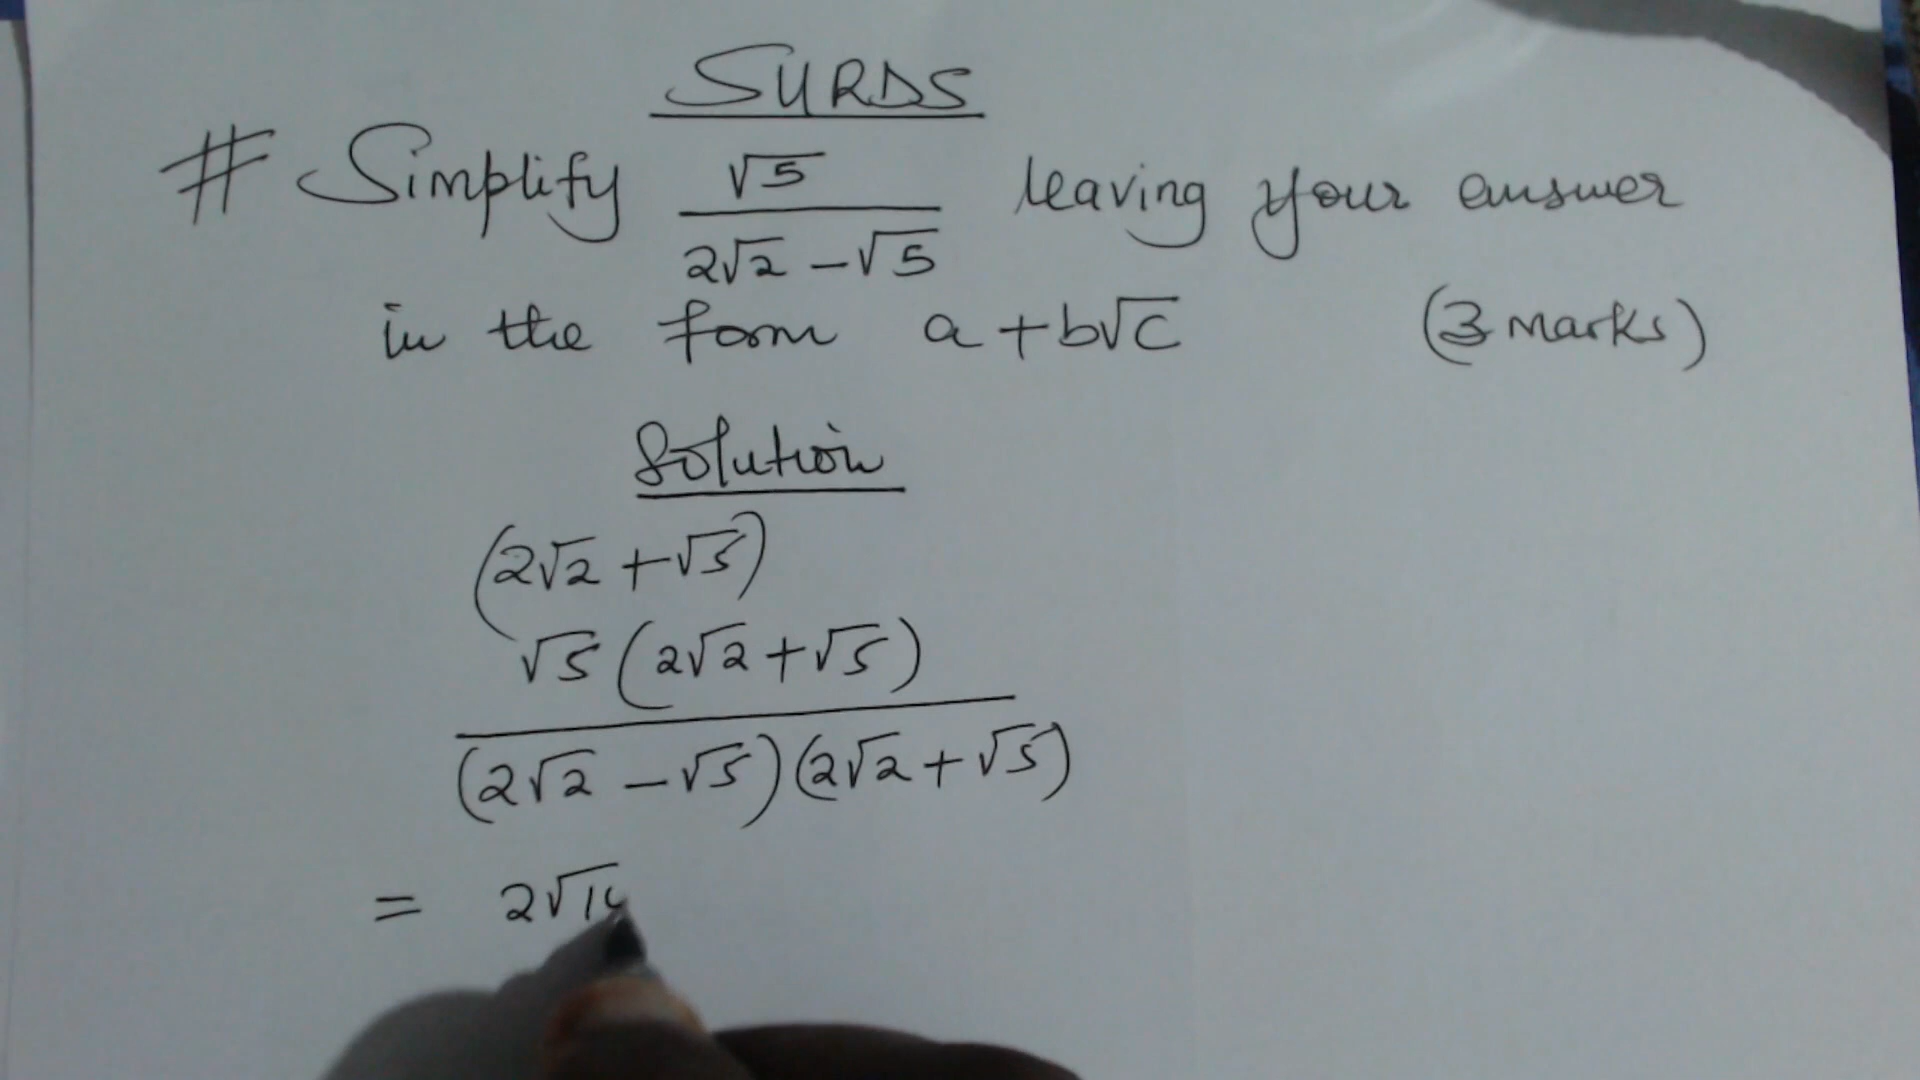 SURDS
# Simplify √5/(2√2 - √5) leaving your answer
in the form a + b√c (3 marks)
Solution
(2√2 + √5)
√5 (2√2 + √5)
(2√2 - √5)(2√2 + √5)
= 2√10